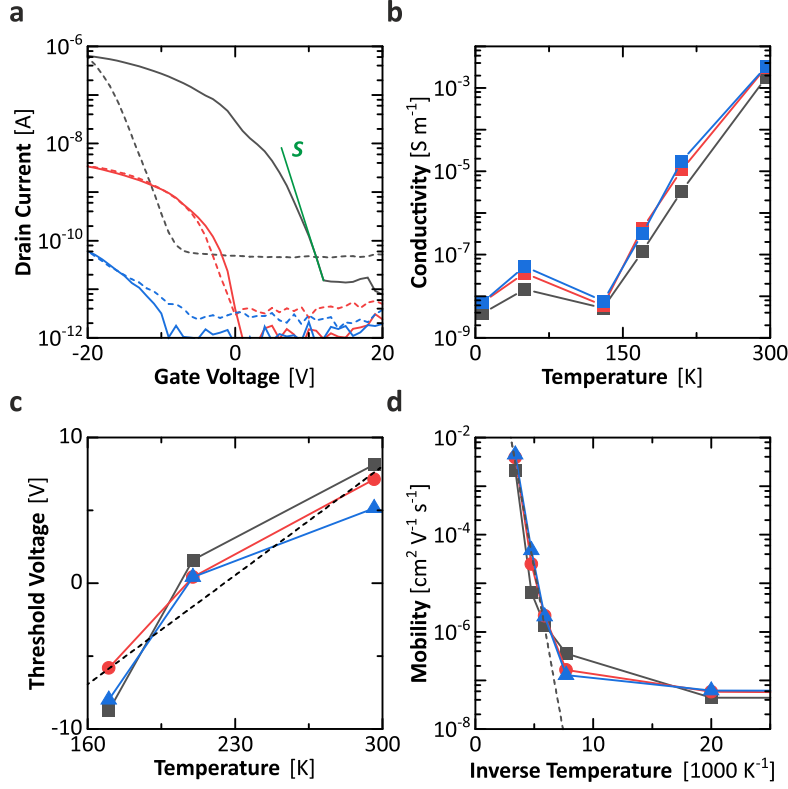 a
10⁻⁶
10⁻⁸
10⁻¹⁰
10⁻¹²
Drain Current [A]
S
-20
0
20
Gate Voltage [V]
b
10⁻³
10⁻⁵
10⁻⁷
10⁻⁹
Conductivity [S m⁻¹]
0
150
300
Temperature [K]
c
10
0
-10
Threshold Voltage [V]
160
230
300
Temperature [K]
d
10⁻²
10⁻⁴
10⁻⁶
10⁻⁸
Mobility [cm² V⁻¹ s⁻¹]
0
10
20
Inverse Temperature [1000 K⁻¹]